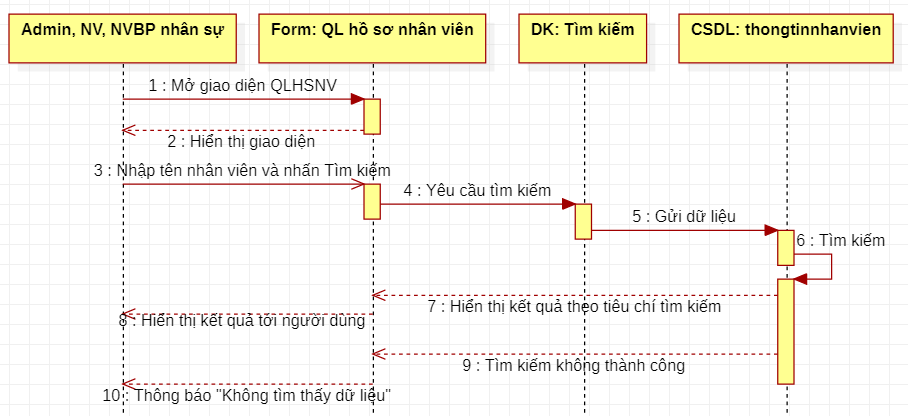 Admin, NV, NVBP nhân sự
Form: QL hồ sơ nhân viên
DK: Tìm kiếm
CSDL: thongtinnhanvien
1 : Mở giao diện QLHSNV
2 : Hiển thị giao diện
3 : Nhập tên nhân viên và nhấn Tìm kiếm
4 : Yêu cầu tìm kiếm
5 : Gửi dữ liệu
6 : Tìm kiếm
7 : Hiển thị kết quả theo tiêu chí tìm kiếm
8 : Hiển thị kết quả tới người dùng
9 : Tìm kiếm không thành công
10 : Thông báo "Không tìm thấy dữ liệu"